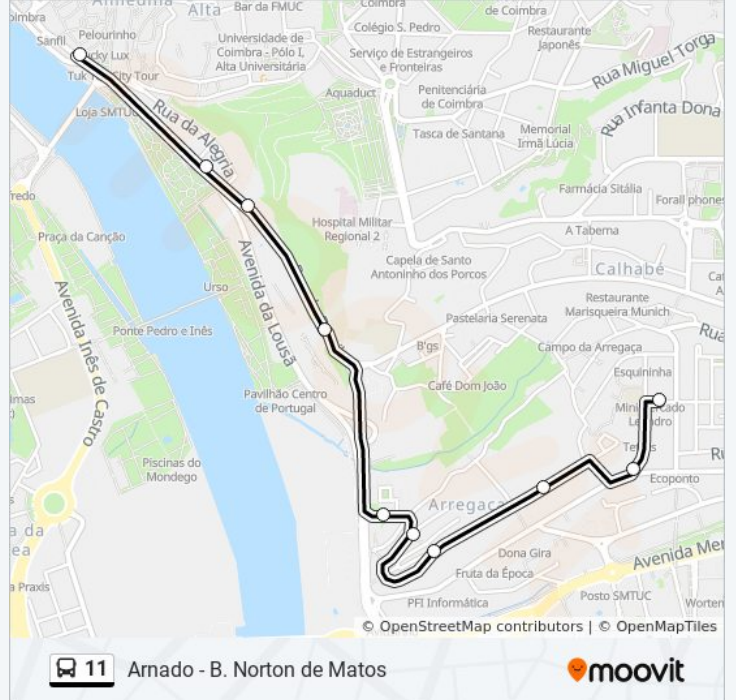 Almedina
Alta
Bar da FMUC
Coimbra
de Coimbra
oimbra
Pelourinho
Sanfil
cky Lux
Tuk
City Tour
Universidade de
Coimbra - Pólo I,
Alta Universitária
Colégio S. Pedro
Serviço de Estrangeiros
e Fronteiras
Restaurante
Japonês
Rua Miguel Torga
Aquaduct
Penitenciária
de Coimbra
Rua Infanta Dona
Loja SMTUC
Rua da Alegria
Tasca de Santana
Memorial
Irmã Lúcia
Farmácia Sitália
Forall phones
redo
Praça da Canção
Hospital Militar
Regional 2
A Taberna
Capela de Santo
Antoninho dos Porcos
Calhabé
Urso
Avenida da Lousã
Avenida Inês de Castro
Restaurante
Marisqueira Munich
Ponte Pedro e Inês
Pastelaria Serenata
Rua
B'gs
Campo da Arregaça
Esquininha
Café Dom João
Pavilhão Centro
de Portugal
imas
Tet
Piscinas do
Mondego
Ecoponto
Arregaça
a da
ea
Dona Gira
Avenida Me
Fruta da Época
a Praxis
Posto SMTUC
PFI Informática
Worten
© OpenStreetMap contributors | © OpenMapTiles
11 Arnado - B. Norton de Matos
moovit